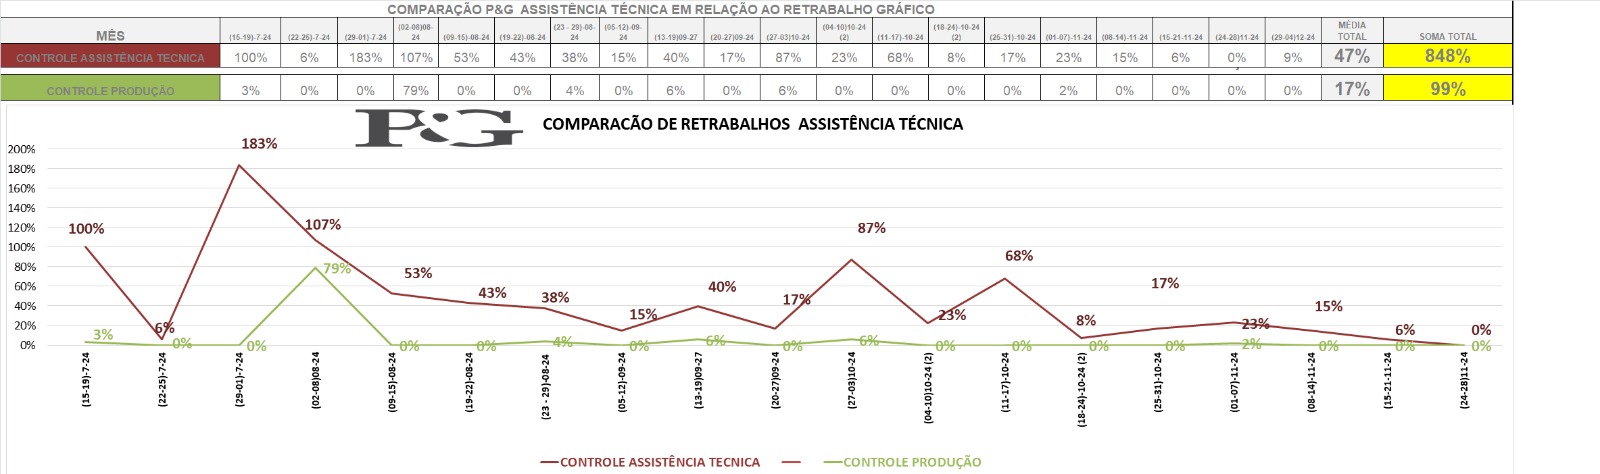 COMPARAÇÃO P&G ASSISTÊNCIA TÉCNICA EM RELAÇÃO AO RETRABALHO GRÁFICO
MÊS (15-19)-7-24 (22-25)-7-24 (29-01)-7-24 (02-08)08-24 (09-15)-08-24 (19-22)-08-24 (23 - 29)-08-24 (05-12)-09-24 (13-19)09-27 (20-27)09-24 (27-03)10-24 (04-10)10-24 (2) (11-17)-10-24 (18-24)-10-24 (2) (25-31)-10-24 (01-07)-11-24 (08-14)-11-24 (15-21-11-24 (24-28)11-24 (29-04)12-24 MÉDIA TOTAL SOMA TOTAL
CONTROLE ASSISTÊNCIA TECNICA 100% 6% 183% 107% 53% 43% 38% 15% 40% 17% 87% 23% 68% 8% 17% 23% 15% 6% 0% 9% 47% 848%
CONTROLE PRODUÇÃO 3% 0% 0% 79% 0% 0% 4% 0% 6% 0% 6% 0% 0% 0% 0% 2% 0% 0% 0% 0% 17% 99%
P&G
COMPARACÃO DE RETRABALHOS ASSISTÊNCIA TÉCNICA
200%
180%
160%
140%
120%
100%
80%
60%
40%
20%
0%
100% 6% 183% 107% 53% 43% 38% 15% 40% 17% 87% 23% 68% 8% 17% 23% 15% 6% 0%
3% 0% 0% 79% 0% 0% 4% 0% 6% 0% 6% 0% 0% 0% 0% 2% 0% 0% 0%
(15-19)-7-24
(22-25)-7-24
(29-01)-7-24
(02-08)08-24
(09-15)-08-24
(19-22)-08-24
(23 - 29)-08-24
(05-12)-09-24
(13-19)09-27
(20-27)09-24
(27-03)10-24
(04-10)10-24 (2)
(11-17)-10-24
(18-24)-10-24 (2)
(25-31)-10-24
(01-07)-11-24
(08-14)-11-24
(15-21-11-24
(24-28)11-24
CONTROLE ASSISTÊNCIA TECNICA CONTROLE PRODUÇÃO